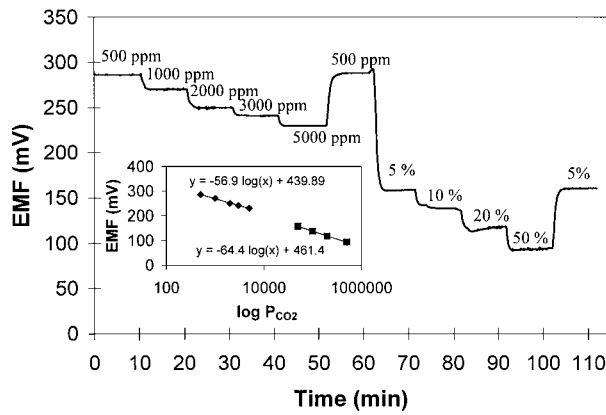 350
300
250
200
150
100
50
0
EMF (mV)
500 ppm
1000 ppm
2000 ppm
3000 ppm
5000 ppm
500 ppm
5 %
10 %
20 %
50 %
5%
400
300
200
100
0
EMF (mV)
y = -56.9 log(x) + 439.89
y = -64.4 log(x) + 461.4
100
10000
1000000
log PCO2
0 10 20 30 40 50 60 70 80 90 100 110
Time (min)